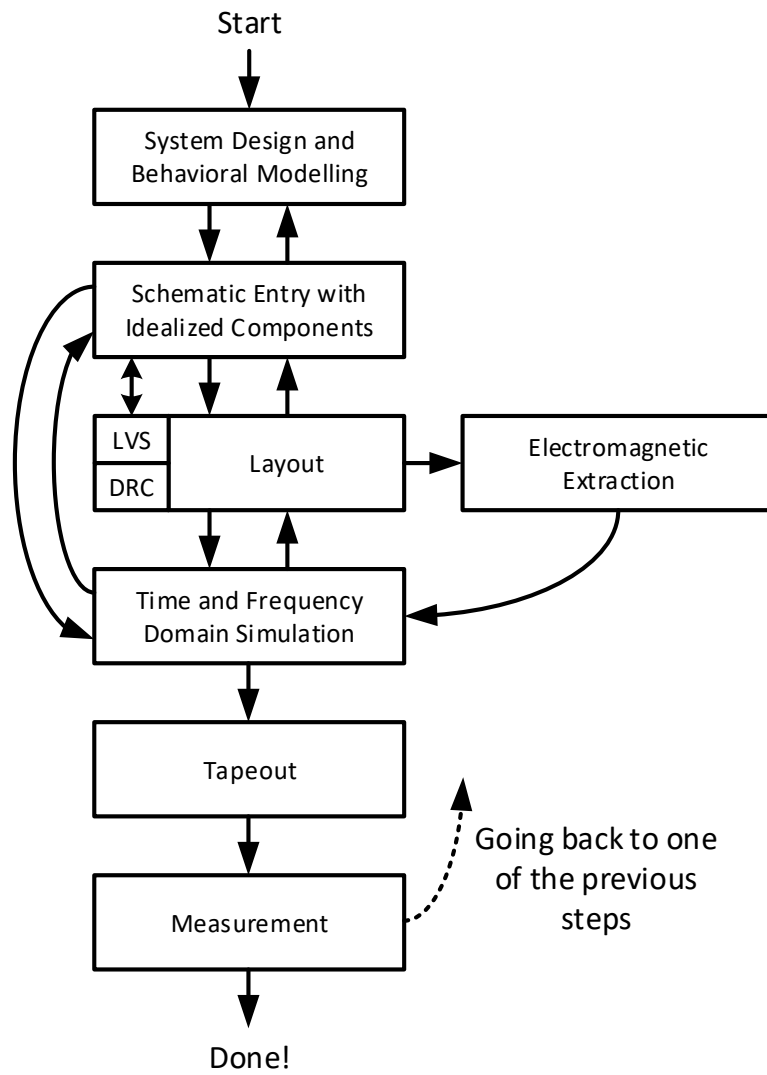 Start
System Design and
Behavioral Modelling
Schematic Entry with
Idealized Components
LVS
DRC
Layout
Electromagnetic
Extraction
Time and Frequency
Domain Simulation
Tapeout
Going back to one
of the previous
steps
Measurement
Done!